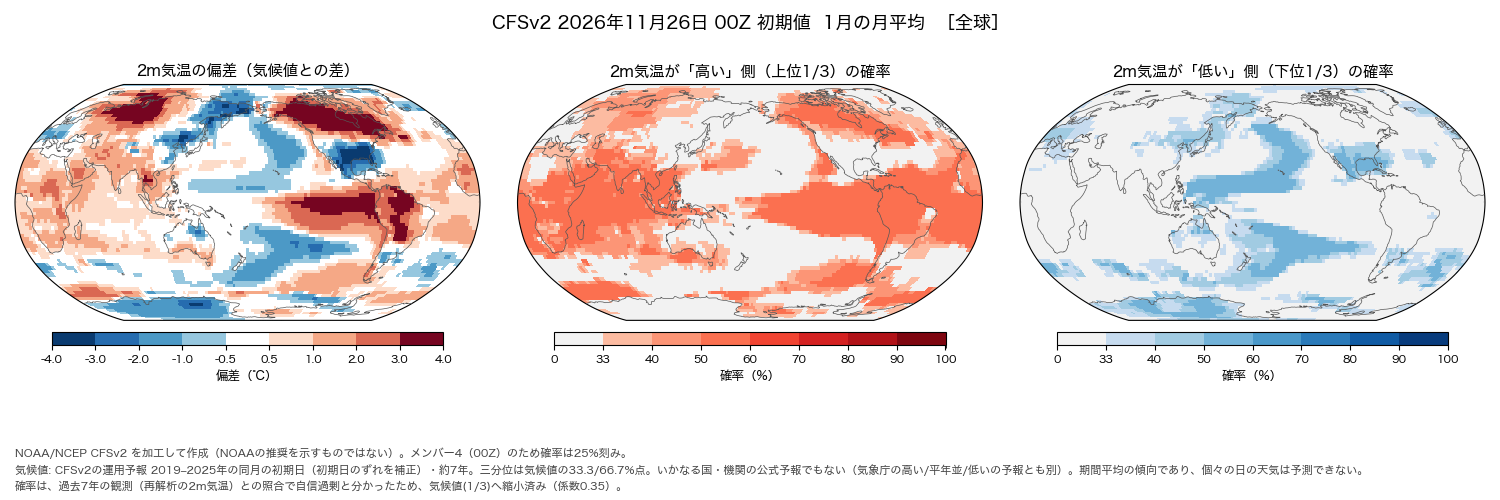 CFSv2 2026年11月26日 00Z 初期値 1月の月平均 ［全球］
2m気温の偏差（気候値との差）
2m気温が「高い」側（上位1/3）の確率
2m気温が「低い」側（下位1/3）の確率
-4.0 -3.0 -2.0 -1.0 -0.5 0.5 1.0 2.0 3.0 4.0
偏差（℃）
0 33 40 50 60 70 80 90 100
確率（%）
0 33 40 50 60 70 80 90 100
確率（%）
NOAA/NCEP CFSv2 を加工して作成（NOAAの推奨を示すものではない）。メンバー4（00Z）のため確率は25%刻み。
気候値: CFSv2の運用予報 2019–2025年の同月の初期日（初期日のずれを補正）・約7年。三分位は気候値の33.3/66.7%点。いかなる国・機関の公式予報でもない（気象庁の高い/平年並/低いの予報とも別）。期間平均の傾向であり、個々の日の天気は予測できない。
確率は、過去7年の観測（再解析の2m気温）との照合で自信過剰と分かったため、気候値(1/3)へ縮小済み（係数0.35）。